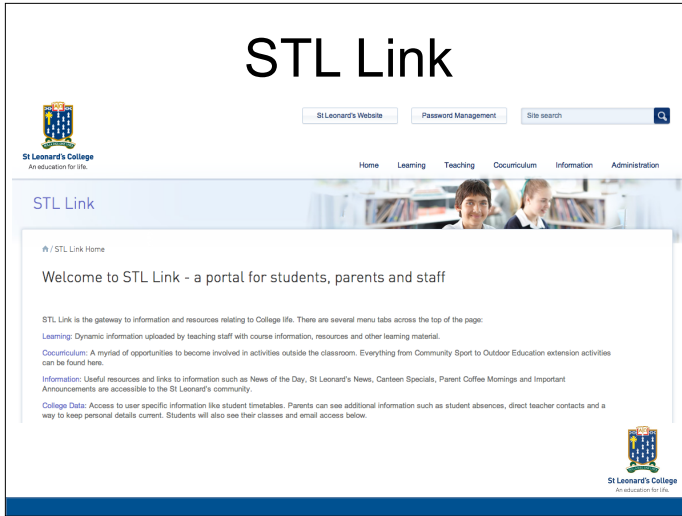 STL Link
St Leonard's Website
Password Management
Site search
St Leonard's College
An education for life.
Home Learning Teaching Cocurriculum Information Administration
STL Link
/ STL Link Home
Welcome to STL Link - a portal for students, parents and staff
STL Link is the gateway to information and resources relating to College life. There are several menu tabs across the top of the page:
Learning: Dynamic information uploaded by teaching staff with course information, resources and other learning material.
Cocurriculum: A myriad of opportunities to become involved in activities outside the classroom. Everything from Community Sport to Outdoor Education extension activities
can be found here.
Information: Useful resources and links to information such as News of the Day, St Leonard's News, Canteen Specials, Parent Coffee Mornings and Important
Announcements are accessible to the St Leonard's community.
College Data: Access to user specific information like student timetables. Parents can see additional information such as student absences, direct teacher contacts and a
way to keep personal details current. Students will also see their classes and email access below.
St Leonard's College
An education for life.